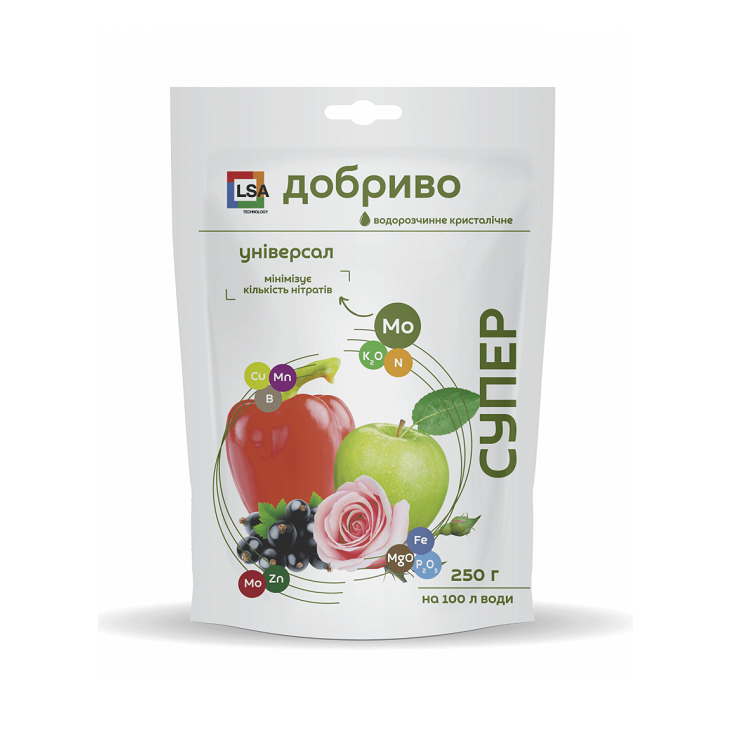 LSA
TECHNOLOGY
добриво
водорозчинне кристалічне
універсал
мінімізує
кількість нітратів
Mo
K2O
N
Cu
Mn
B
СУПЕР
Fe
MgO
P2O5
Mo
Zn
250 г
на 100 л води